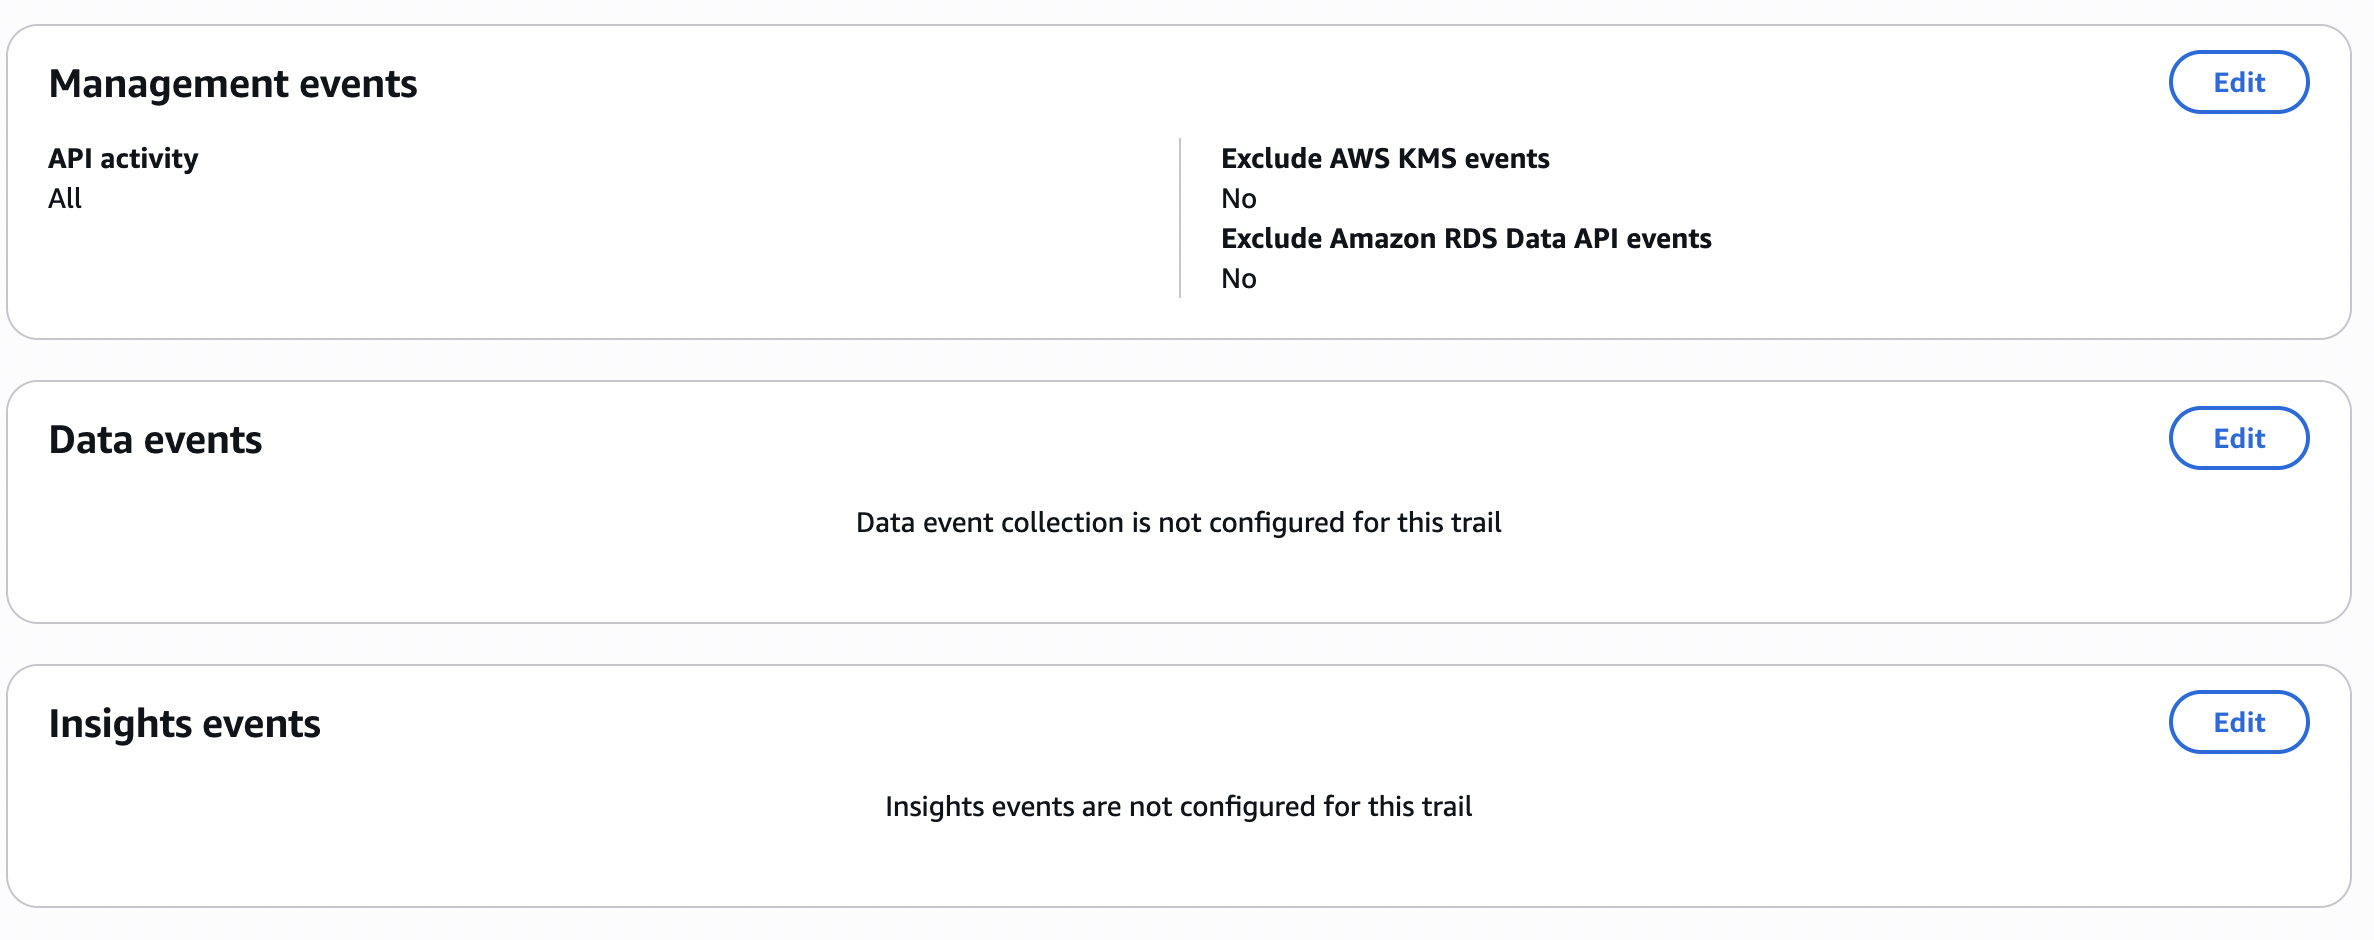 Management events
Edit
API activity
All
Exclude AWS KMS events
No
Exclude Amazon RDS Data API events
No
Data events
Edit
Data event collection is not configured for this trail
Insights events
Edit
Insights events are not configured for this trail